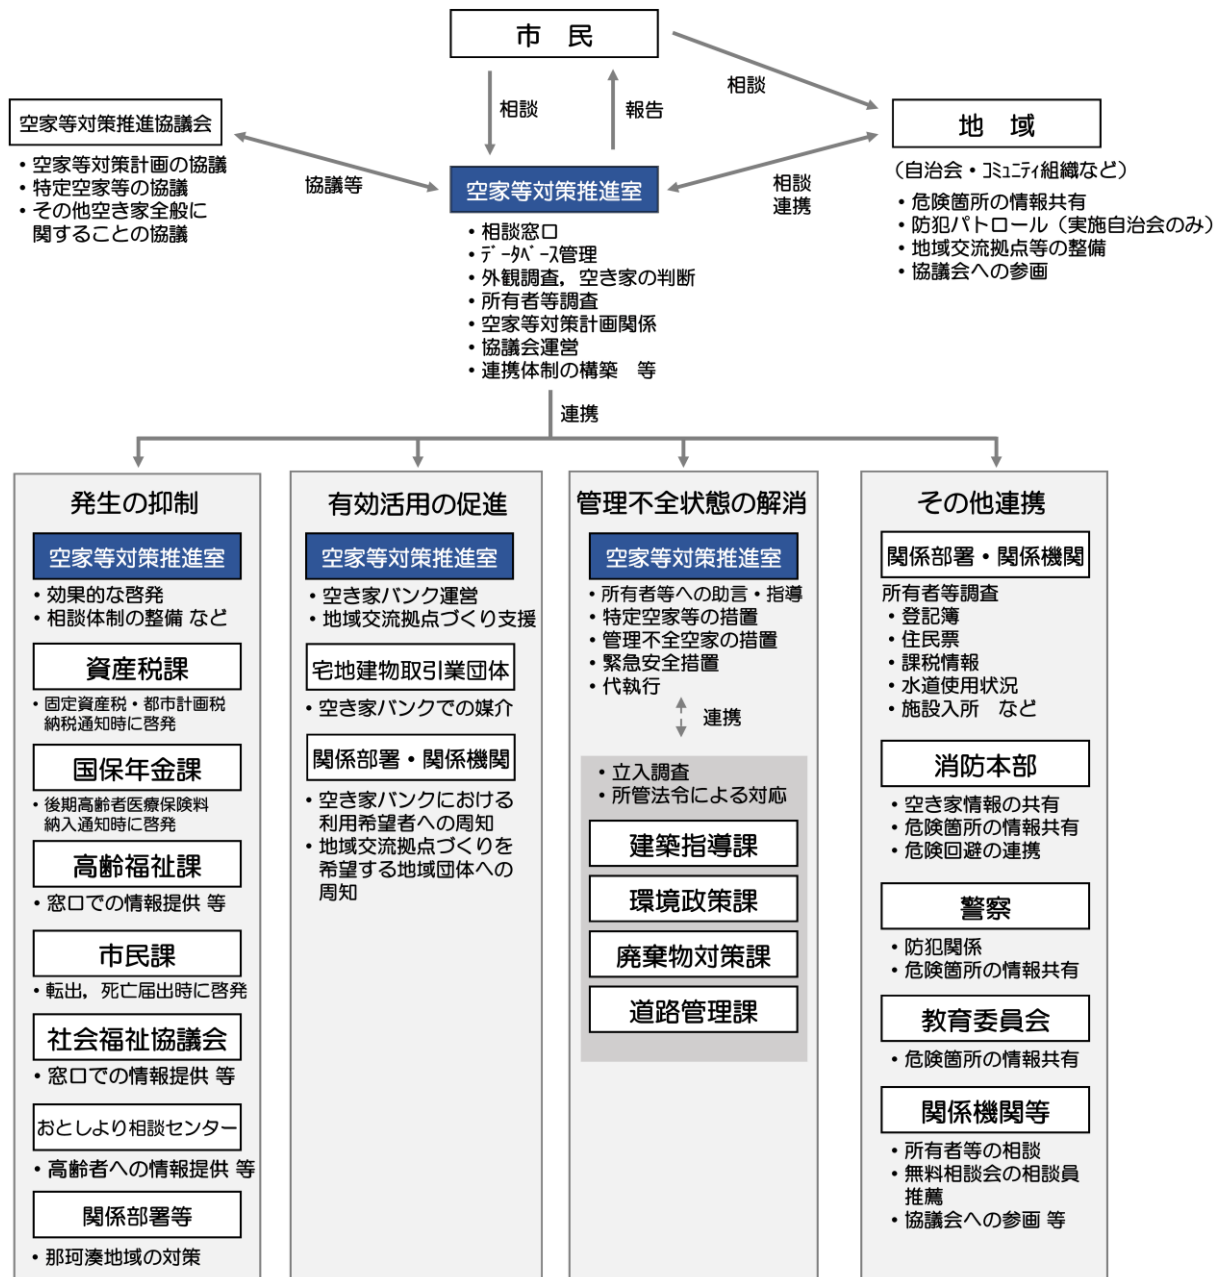 市　民
相談
報告
相談
空家等対策推進協議会
・空家等対策計画の協議
・特定空家等の協議
・その他空き家全般に
関することの協議
協議等
空家等対策推進室
・相談窓口
・ﾃﾞｰﾀﾍﾞｰｽ管理
・外観調査，空き家の判断
・所有者等調査
・空家等対策計画関係
・協議会運営
・連携体制の構築　等
相談
連携
地　域
（自治会・ｺﾐｭﾆﾃｨ組織など）
・危険箇所の情報共有
・防犯パトロール（実施自治会のみ）
・地域交流拠点等の整備
・協議会への参画
連携
発生の抑制
空家等対策推進室
・効果的な啓発
・相談体制の整備 など
資産税課
・固定資産税・都市計画税
納税通知時に啓発
国保年金課
・後期高齢者医療保険料
納入通知時に啓発
高齢福祉課
・窓口での情報提供 等
市民課
・転出，死亡届出時に啓発
社会福祉協議会
・窓口での情報提供 等
おとしより相談センター
・高齢者への情報提供 等
関係部署等
・那珂湊地域の対策
有効活用の促進
空家等対策推進室
・空き家バンク運営
・地域交流拠点づくり支援
宅地建物取引業団体
・空き家バンクでの媒介
関係部署・関係機関
・空き家バンクにおける
利用希望者への周知
・地域交流拠点づくりを
希望する地域団体への
周知
管理不全状態の解消
空家等対策推進室
・所有者等への助言・指導
・特定空家等の措置
・管理不全空家の措置
・緊急安全措置
・代執行
連携
・立入調査
・所管法令による対応
建築指導課
環境政策課
廃棄物対策課
道路管理課
その他連携
関係部署・関係機関
所有者等調査
・登記簿
・住民票
・課税情報
・水道使用状況
・施設入所　など
消防本部
・空き家情報の共有
・危険箇所の情報共有
・危険回避の連携
警察
・防犯関係
・危険箇所の情報共有
教育委員会
・危険箇所の情報共有
関係機関等
・所有者等の相談
・無料相談会の相談員
推薦
・協議会への参画 等